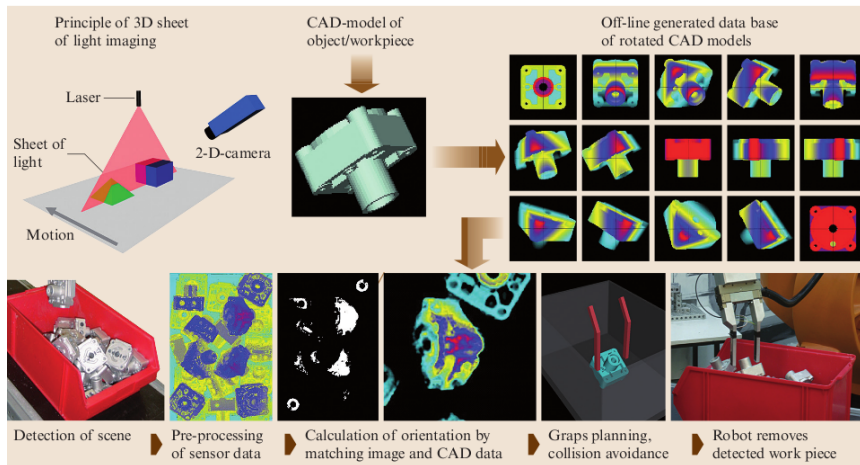 Principle of 3D sheet
of light imaging
CAD-model of
object/workpiece
Off-line generated data base
of rotated CAD models
Laser
Sheet of
light
2-D-camera
Motion
Detection of scene
Pre-processing
of sensor data
Calculation of orientation by
matching image and CAD data
Graps planning,
collision avoidance
Robot removes
detected work piece